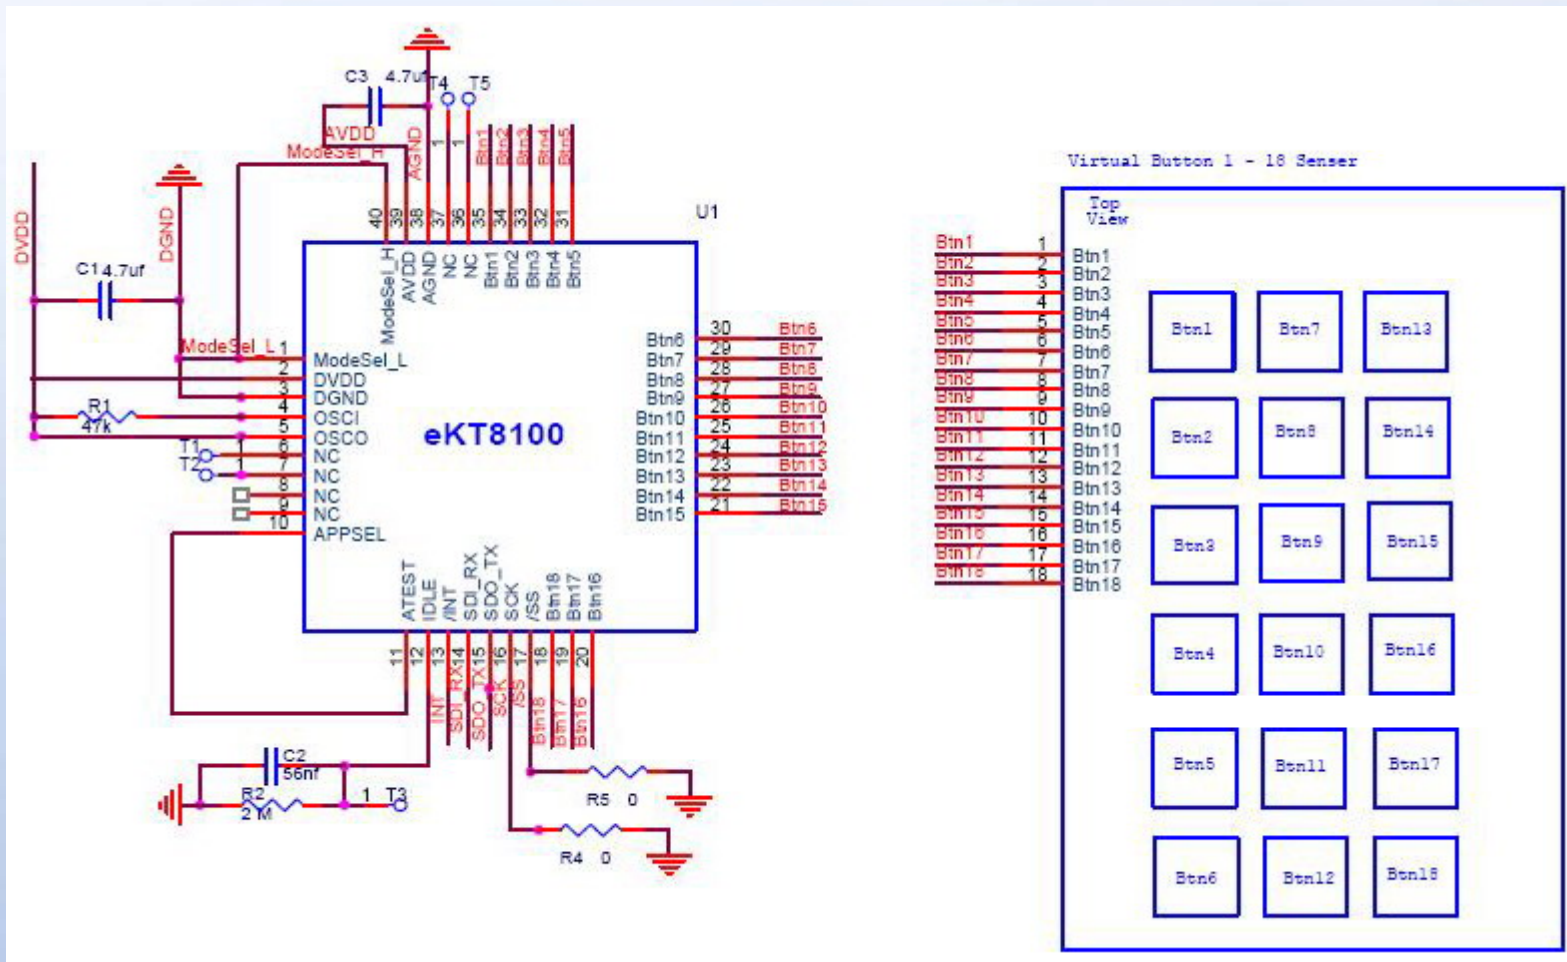 C3 4.7uf
T4 T5
AVDD
ModeSel_H
AGND
1
1
Btn1
Btn2
Btn3
Btn4
Btn5
DVDD
DGND
C1 4.7uf
40
39
38
37
36
35
34
33
32
31
U1
ModeSel_H
AVDD
AGND
NC
NC
Btn1
Btn2
Btn3
Btn4
Btn5
ModeSel_L 1 ModeSel_L
2 DVDD
3 DGND
R1 4 OSCI
47k 5 OSCO
T1 1 6 NC
T2 1 7 NC
8 NC
9 NC
10 APPSEL
eKT8100
Btn6 30 Btn6
Btn7 29 Btn7
Btn8 28 Btn8
Btn9 27 Btn9
Btn10 26 Btn10
Btn11 25 Btn11
Btn12 24 Btn12
Btn13 23 Btn13
Btn14 22 Btn14
Btn15 21 Btn15
ATEST
IDLE
/INT
SDI_RX
SDO_TX
SCK
/SS
Btn18
Btn17
Btn16
11
12
13
14
15
16
17
18
19
20
INT
SDI_RX
SDO_TX
SCK
/SS
Btn18
Btn17
Btn16
C2
56nf
R2
2 M
1 T3
R5 0
R4 0
Virtual Button 1 - 18 Senser
Top
View
Btn1 1 Btn1
Btn2 2 Btn2
Btn3 3 Btn3
Btn4 4 Btn4
Btn5 5 Btn5
Btn6 6 Btn6
Btn7 7 Btn7
Btn8 8 Btn8
Btn9 9 Btn9
Btn10 10 Btn10
Btn11 11 Btn11
Btn12 12 Btn12
Btn13 13 Btn13
Btn14 14 Btn14
Btn15 15 Btn15
Btn16 16 Btn16
Btn17 17 Btn17
Btn18 18 Btn18
Btn1 Btn7 Btn13
Btn2 Btn8 Btn14
Btn3 Btn9 Btn15
Btn4 Btn10 Btn16
Btn5 Btn11 Btn17
Btn6 Btn12 Btn18